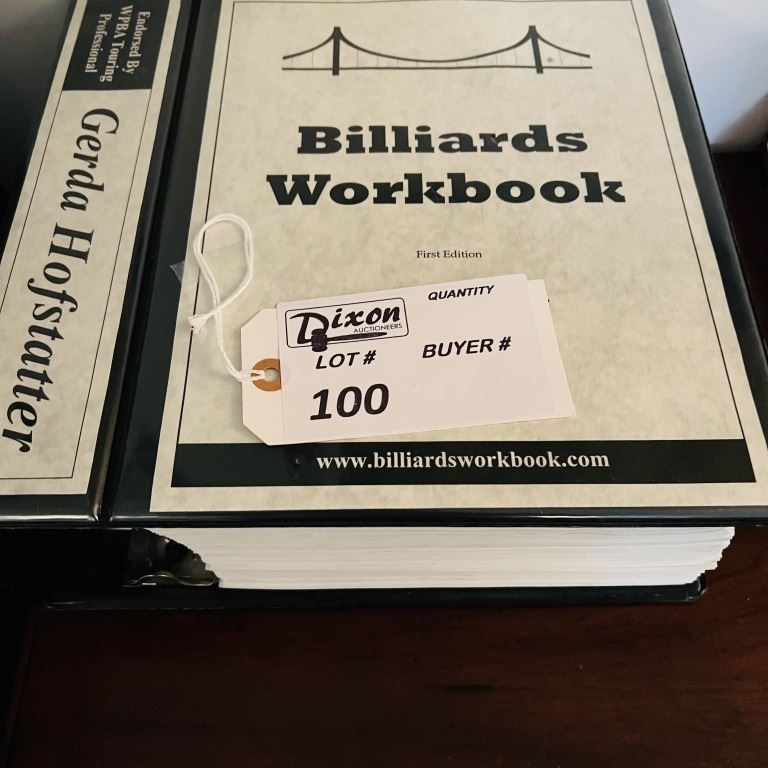 Endorsed By
WPBA Touring
Professional
Gerda Hofstatter
®
Billiards
Workbook
First Edition
Dixon
AUCTIONEERS
QUANTITY
LOT #
BUYER #
100
www.billiardsworkbook.com